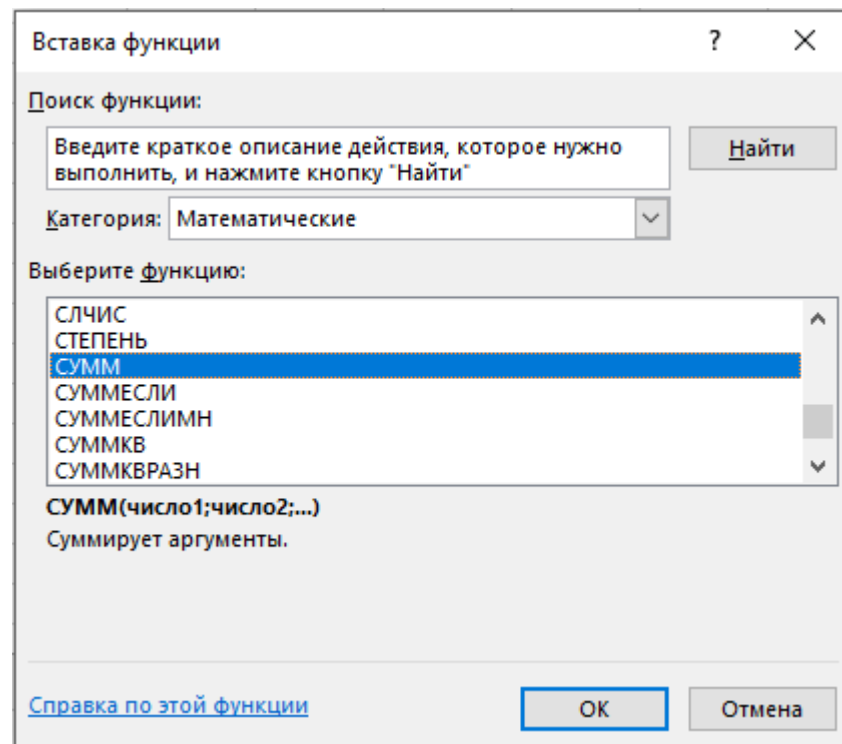 Вставка функции ?
Поиск функции:
Введите краткое описание действия, которое нужно
выполнить, и нажмите кнопку "Найти"
Найти
Категория: Математические
Выберите функцию:
СЛЧИС
СТЕПЕНЬ
СУММ
СУММЕСЛИ
СУММЕСЛИМН
СУММКВ
СУММКВРАЗН
СУММ(число1;число2;...)
Суммирует аргументы.
Справка по этой функции
ОК
Отмена